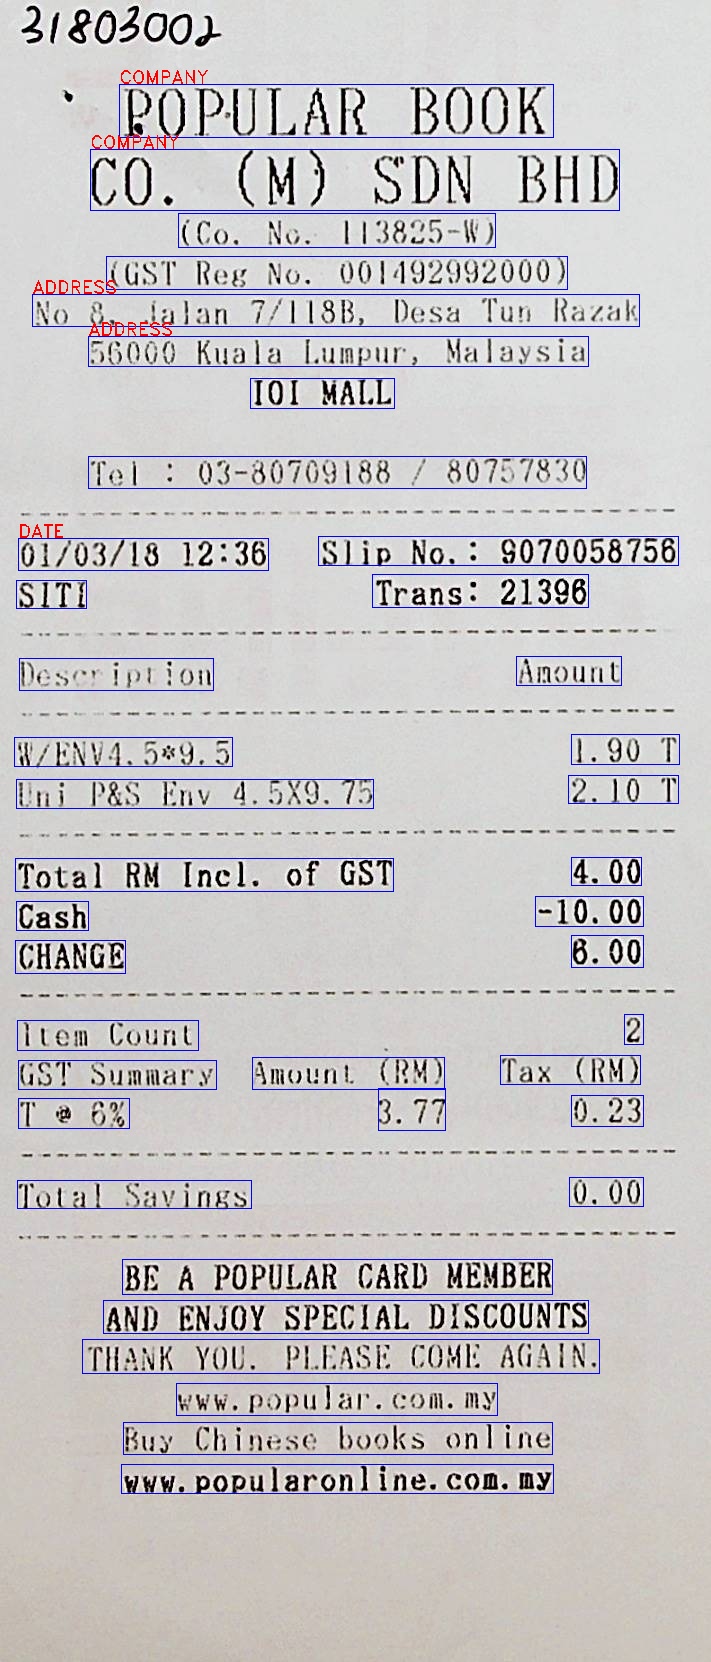 31803002
COMPANY
POPULAR BOOK
COMPANY
CO. (M) SDN BHD
(Co. No. 113825-W)
(GST Reg No. 001492992000)
ADDRESS
No 8, Jalan 7/118B, Desa Tun Razak
ADDRESS
56000 Kuala Lumpur, Malaysia
IOI MALL
Tel : 03-80709188 / 80757830
DATE
01/03/18 12:36 Slip No.: 9070058756
SITI Trans: 21396
Description Amount
W/ENV4.5*9.5 1.90 T
Uni P&S Env 4.5X9.75 2.10 T
Total RM Incl. of GST 4.00
Cash -10.00
CHANGE 6.00
Item Count 2
GST Summary Amount (RM) Tax (RM)
T @ 6% 3.77 0.23
Total Savings 0.00
BE A POPULAR CARD MEMBER
AND ENJOY SPECIAL DISCOUNTS
THANK YOU. PLEASE COME AGAIN.
www.popular.com.my
Buy Chinese books online
www.popularonline.com.my